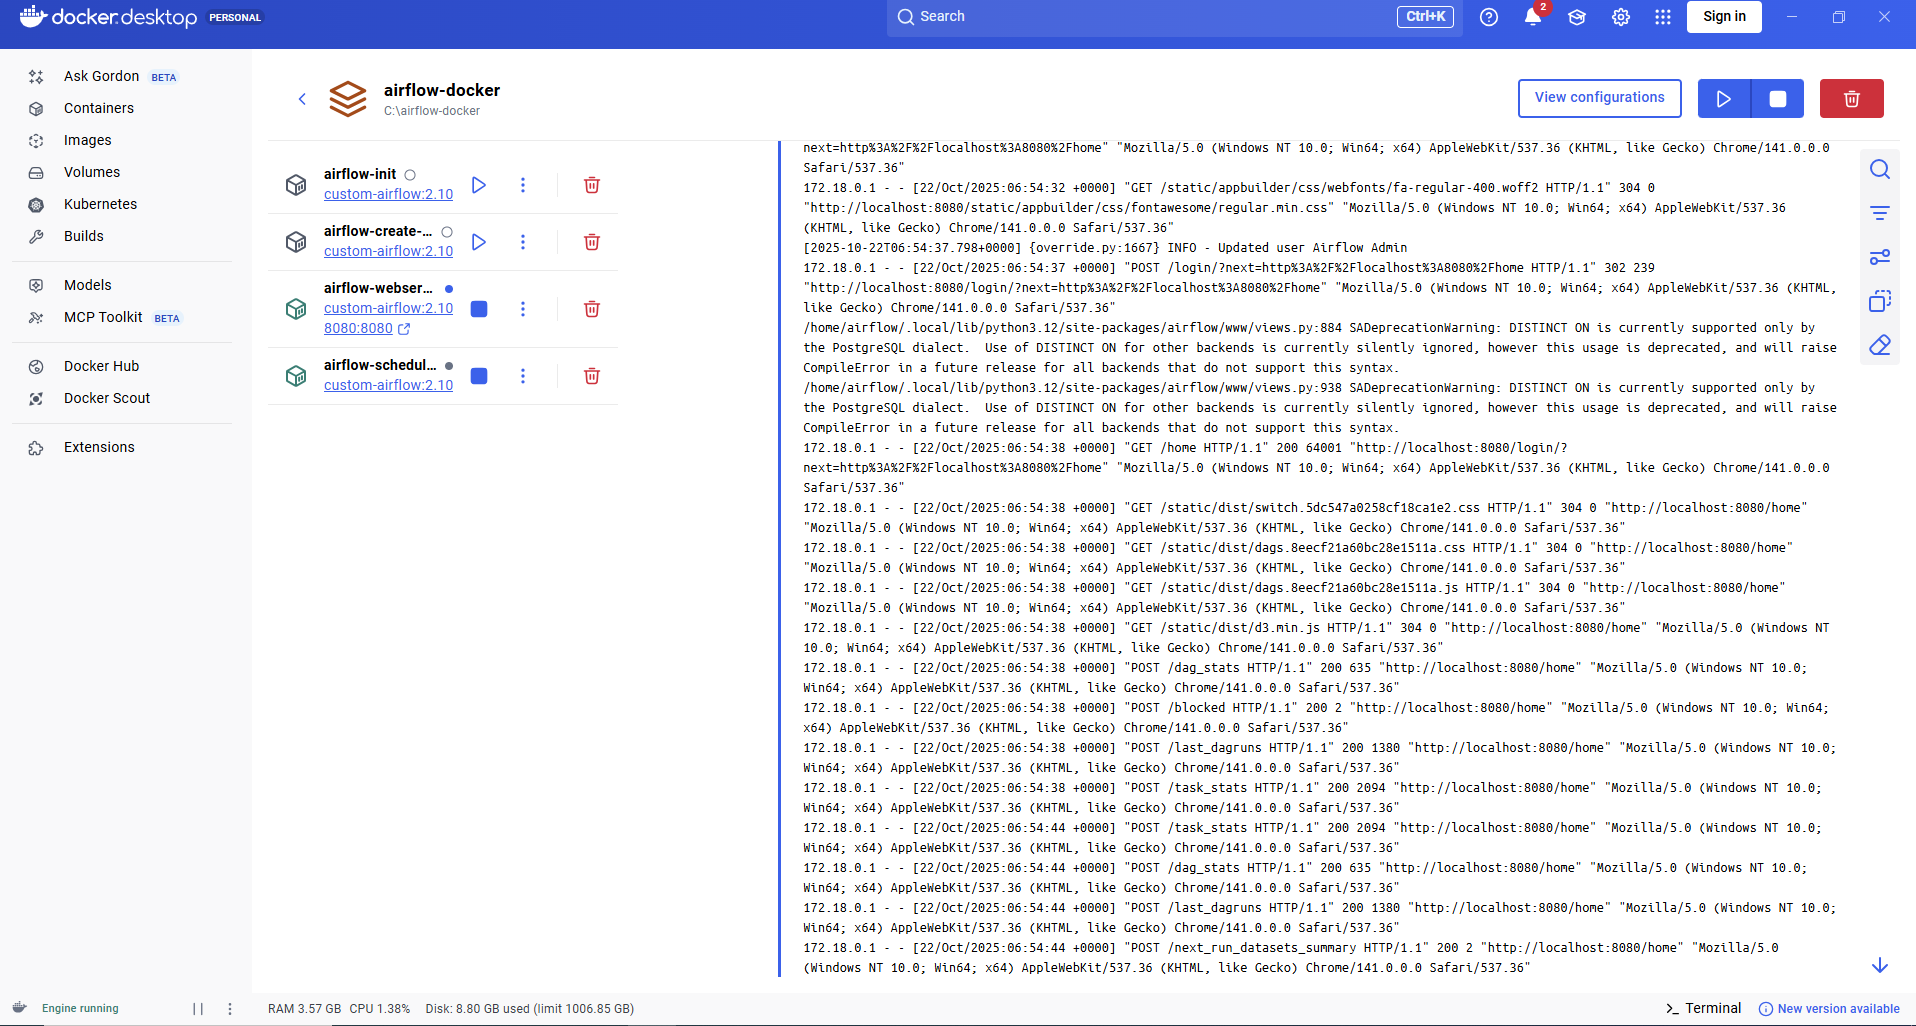 docker.desktop PERSONAL
Search
Ctrl+K
2
Sign in
Ask Gordon BETA
Containers
Images
Volumes
Kubernetes
Builds
Models
MCP Toolkit BETA
Docker Hub
Docker Scout
Extensions
airflow-docker
C:\airflow-docker
View configurations
airflow-init
custom-airflow:2.10
airflow-create-...
custom-airflow:2.10
airflow-webser...
custom-airflow:2.10
8080:8080
airflow-schedul...
custom-airflow:2.10
next=http%3A%2F%2Flocalhost%3A8080%2Fhome" "Mozilla/5.0 (Windows NT 10.0; Win64; x64) AppleWebKit/537.36 (KHTML, like Gecko) Chrome/141.0.0.0
Safari/537.36"
172.18.0.1 - - [22/Oct/2025:06:54:32 +0000] "GET /static/appbuilder/css/webfonts/fa-regular-400.woff2 HTTP/1.1" 304 0
"http://localhost:8080/static/appbuilder/css/fontawesome/regular.min.css" "Mozilla/5.0 (Windows NT 10.0; Win64; x64) AppleWebKit/537.36
(KHTML, like Gecko) Chrome/141.0.0.0 Safari/537.36"
[2025-10-22T06:54:37.798+0000] {override.py:1667} INFO - Updated user Airflow Admin
172.18.0.1 - - [22/Oct/2025:06:54:37 +0000] "POST /login/?next=http%3A%2F%2Flocalhost%3A8080%2Fhome HTTP/1.1" 302 239
"http://localhost:8080/login/?next=http%3A%2F%2Flocalhost%3A8080%2Fhome" "Mozilla/5.0 (Windows NT 10.0; Win64; x64) AppleWebKit/537.36 (KHTML,
like Gecko) Chrome/141.0.0.0 Safari/537.36"
/home/airflow/.local/lib/python3.12/site-packages/airflow/www/views.py:884 SADeprecationWarning: DISTINCT ON is currently supported only by
the PostgreSQL dialect.  Use of DISTINCT ON for other backends is currently silently ignored, however this usage is deprecated, and will raise
CompileError in a future release for all backends that do not support this syntax.
/home/airflow/.local/lib/python3.12/site-packages/airflow/www/views.py:938 SADeprecationWarning: DISTINCT ON is currently supported only by
the PostgreSQL dialect.  Use of DISTINCT ON for other backends is currently silently ignored, however this usage is deprecated, and will raise
CompileError in a future release for all backends that do not support this syntax.
172.18.0.1 - - [22/Oct/2025:06:54:38 +0000] "GET /home HTTP/1.1" 200 64001 "http://localhost:8080/login/?
next=http%3A%2F%2Flocalhost%3A8080%2Fhome" "Mozilla/5.0 (Windows NT 10.0; Win64; x64) AppleWebKit/537.36 (KHTML, like Gecko) Chrome/141.0.0.0
Safari/537.36"
172.18.0.1 - - [22/Oct/2025:06:54:38 +0000] "GET /static/dist/switch.5dc547a0258cf18ca1e2.css HTTP/1.1" 304 0 "http://localhost:8080/home"
"Mozilla/5.0 (Windows NT 10.0; Win64; x64) AppleWebKit/537.36 (KHTML, like Gecko) Chrome/141.0.0.0 Safari/537.36"
172.18.0.1 - - [22/Oct/2025:06:54:38 +0000] "GET /static/dist/dags.8eecf21a60bc28e1511a.css HTTP/1.1" 304 0 "http://localhost:8080/home"
"Mozilla/5.0 (Windows NT 10.0; Win64; x64) AppleWebKit/537.36 (KHTML, like Gecko) Chrome/141.0.0.0 Safari/537.36"
172.18.0.1 - - [22/Oct/2025:06:54:38 +0000] "GET /static/dist/dags.8eecf21a60bc28e1511a.js HTTP/1.1" 304 0 "http://localhost:8080/home"
"Mozilla/5.0 (Windows NT 10.0; Win64; x64) AppleWebKit/537.36 (KHTML, like Gecko) Chrome/141.0.0.0 Safari/537.36"
172.18.0.1 - - [22/Oct/2025:06:54:38 +0000] "GET /static/dist/d3.min.js HTTP/1.1" 304 0 "http://localhost:8080/home" "Mozilla/5.0 (Windows NT
10.0; Win64; x64) AppleWebKit/537.36 (KHTML, like Gecko) Chrome/141.0.0.0 Safari/537.36"
172.18.0.1 - - [22/Oct/2025:06:54:38 +0000] "POST /dag_stats HTTP/1.1" 200 635 "http://localhost:8080/home" "Mozilla/5.0 (Windows NT 10.0;
Win64; x64) AppleWebKit/537.36 (KHTML, like Gecko) Chrome/141.0.0.0 Safari/537.36"
172.18.0.1 - - [22/Oct/2025:06:54:38 +0000] "POST /blocked HTTP/1.1" 200 2 "http://localhost:8080/home" "Mozilla/5.0 (Windows NT 10.0; Win64;
x64) AppleWebKit/537.36 (KHTML, like Gecko) Chrome/141.0.0.0 Safari/537.36"
172.18.0.1 - - [22/Oct/2025:06:54:38 +0000] "POST /last_dagruns HTTP/1.1" 200 1380 "http://localhost:8080/home" "Mozilla/5.0 (Windows NT 10.0;
Win64; x64) AppleWebKit/537.36 (KHTML, like Gecko) Chrome/141.0.0.0 Safari/537.36"
172.18.0.1 - - [22/Oct/2025:06:54:38 +0000] "POST /task_stats HTTP/1.1" 200 2094 "http://localhost:8080/home" "Mozilla/5.0 (Windows NT 10.0;
Win64; x64) AppleWebKit/537.36 (KHTML, like Gecko) Chrome/141.0.0.0 Safari/537.36"
172.18.0.1 - - [22/Oct/2025:06:54:44 +0000] "POST /task_stats HTTP/1.1" 200 2094 "http://localhost:8080/home" "Mozilla/5.0 (Windows NT 10.0;
Win64; x64) AppleWebKit/537.36 (KHTML, like Gecko) Chrome/141.0.0.0 Safari/537.36"
172.18.0.1 - - [22/Oct/2025:06:54:44 +0000] "POST /dag_stats HTTP/1.1" 200 635 "http://localhost:8080/home" "Mozilla/5.0 (Windows NT 10.0;
Win64; x64) AppleWebKit/537.36 (KHTML, like Gecko) Chrome/141.0.0.0 Safari/537.36"
172.18.0.1 - - [22/Oct/2025:06:54:44 +0000] "POST /last_dagruns HTTP/1.1" 200 1380 "http://localhost:8080/home" "Mozilla/5.0 (Windows NT 10.0;
Win64; x64) AppleWebKit/537.36 (KHTML, like Gecko) Chrome/141.0.0.0 Safari/537.36"
172.18.0.1 - - [22/Oct/2025:06:54:44 +0000] "POST /next_run_datasets_summary HTTP/1.1" 200 2 "http://localhost:8080/home" "Mozilla/5.0
(Windows NT 10.0; Win64; x64) AppleWebKit/537.36 (KHTML, like Gecko) Chrome/141.0.0.0 Safari/537.36"
Engine running
RAM 3.57 GB CPU 1.38% Disk: 8.80 GB used (limit 1006.85 GB)
Terminal
New version available